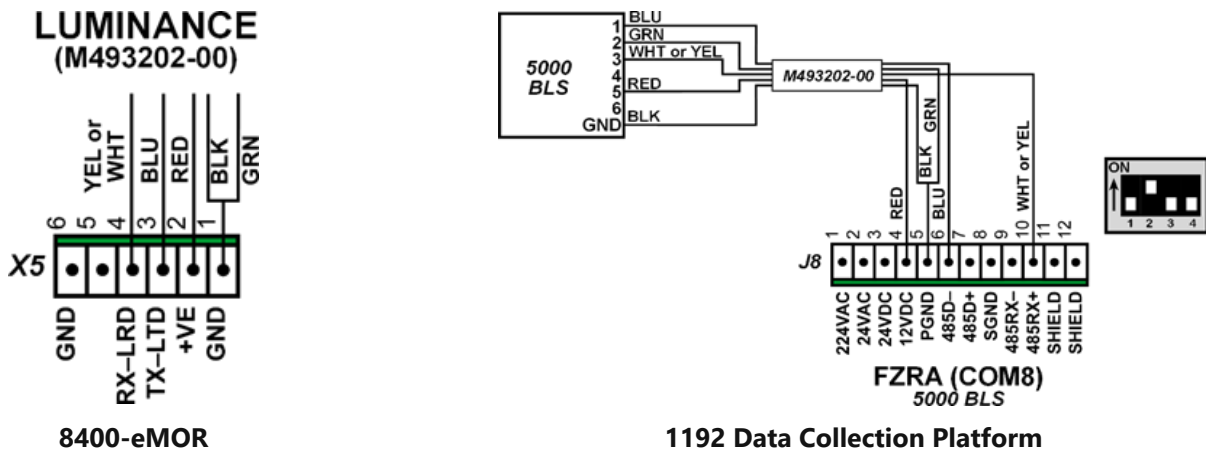 LUMINANCE
(M493202-00)
YEL or
WHT
BLU
RED
BLK
GRN
6
5
4
3
2
1
X5
GND
RX–LRD
TX–LTD
+VE
GND
8400-eMOR
5000
BLS
1
2
3
4
5
6
GND
BLU
GRN
WHT or YEL
RED
BLK
M493202-00
RED
BLK
GRN
BLU
WHT or YEL
ON
1 2 3 4
1
2
3
4
5
6
7
8
9
10
11
12
J8
224VAC
24VAC
24VDC
12VDC
PGND
485D–
485D+
SGND
485RX–
485RX+
SHIELD
SHIELD
FZRA (COM8)
5000 BLS
1192 Data Collection Platform